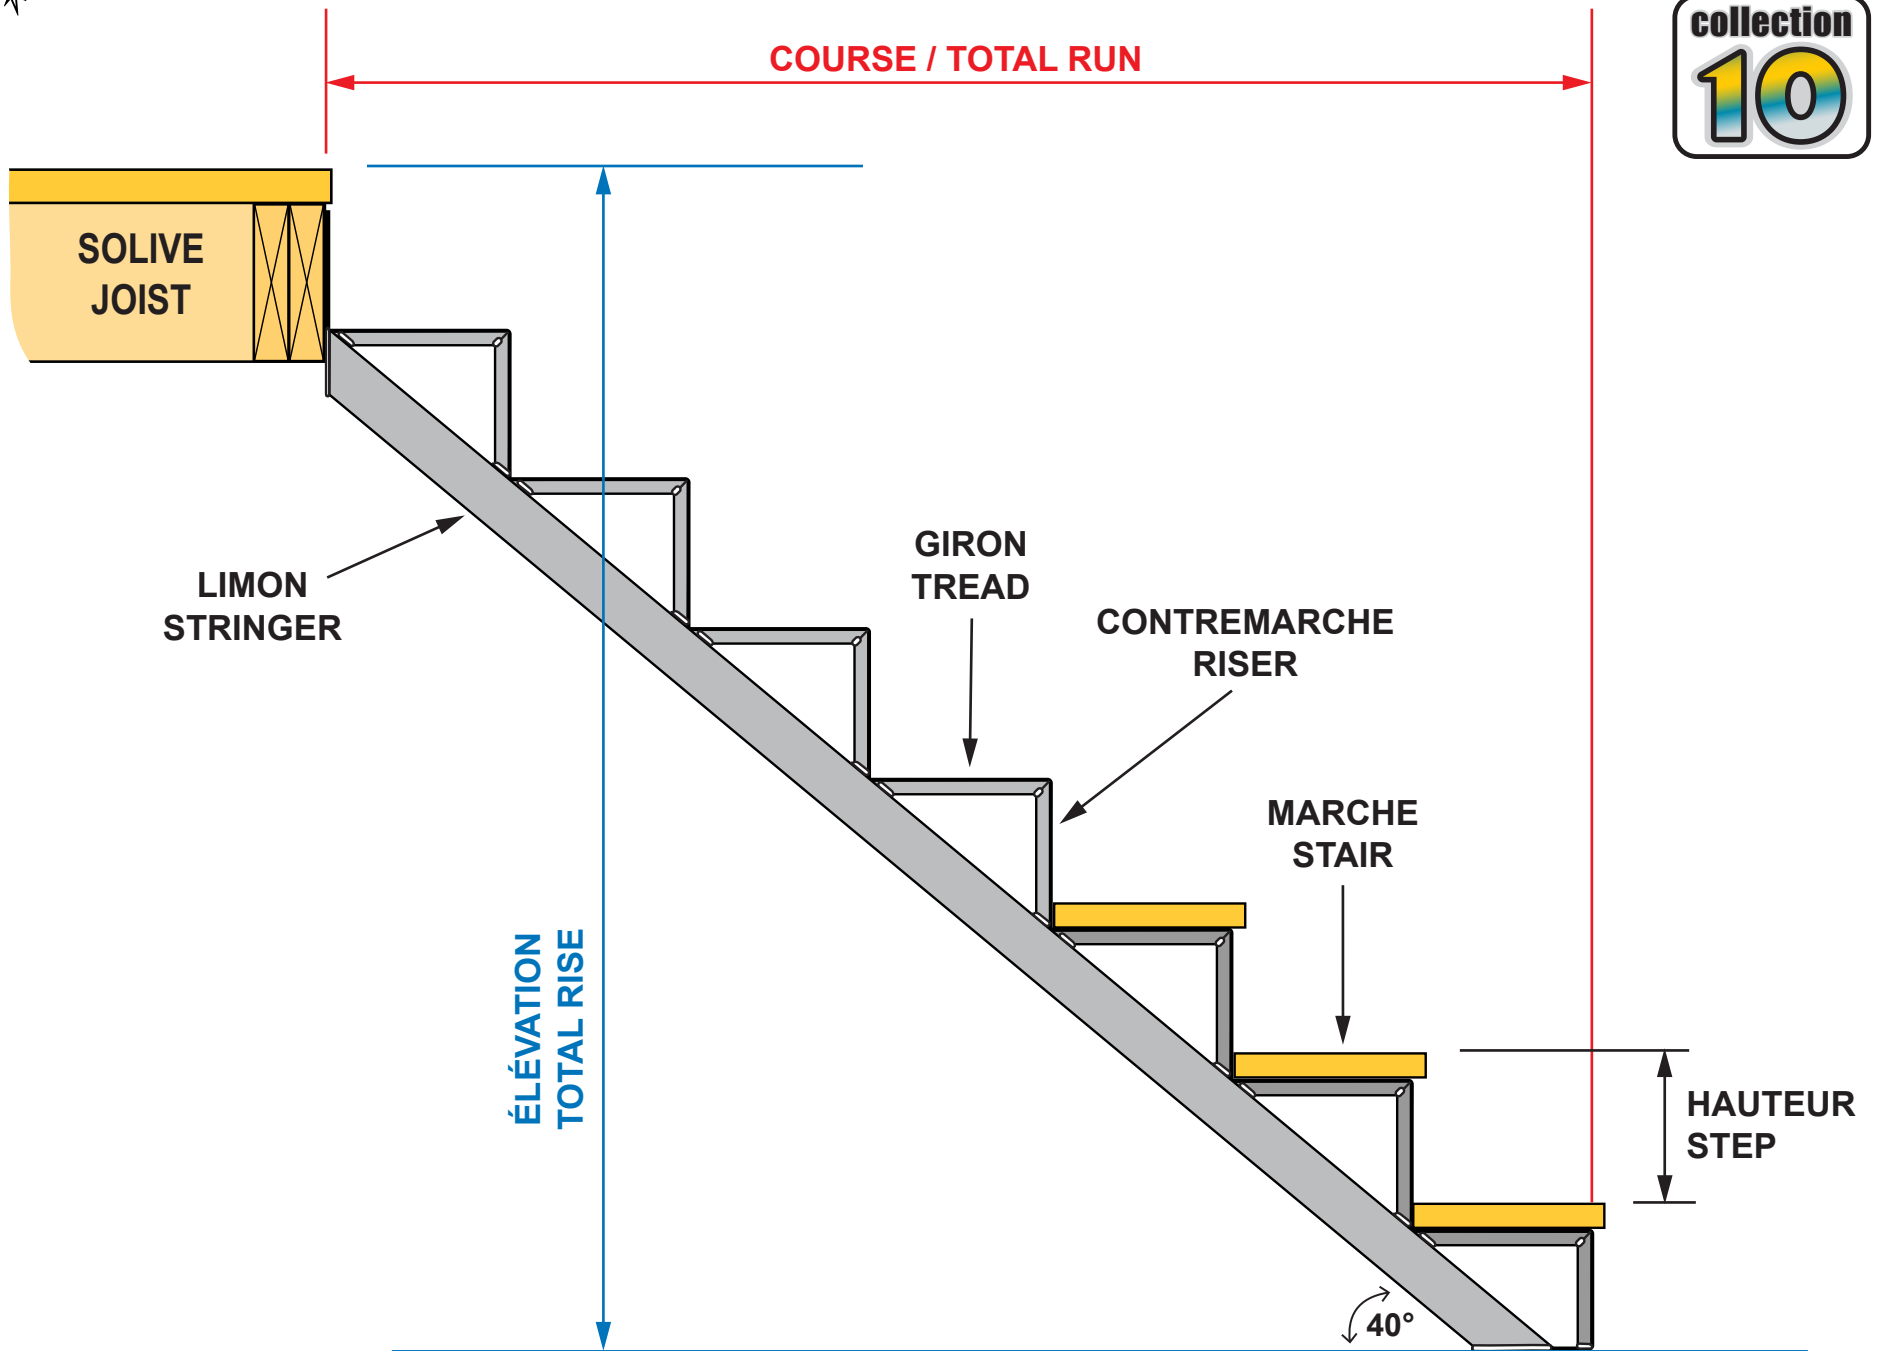 collection
10
COURSE / TOTAL RUN
SOLIVE
JOIST
LIMON
STRINGER
GIRON
TREAD
CONTREMARCHE
RISER
MARCHE
STAIR
ÉLÉVATION
TOTAL RISE
HAUTEUR
STEP
40°